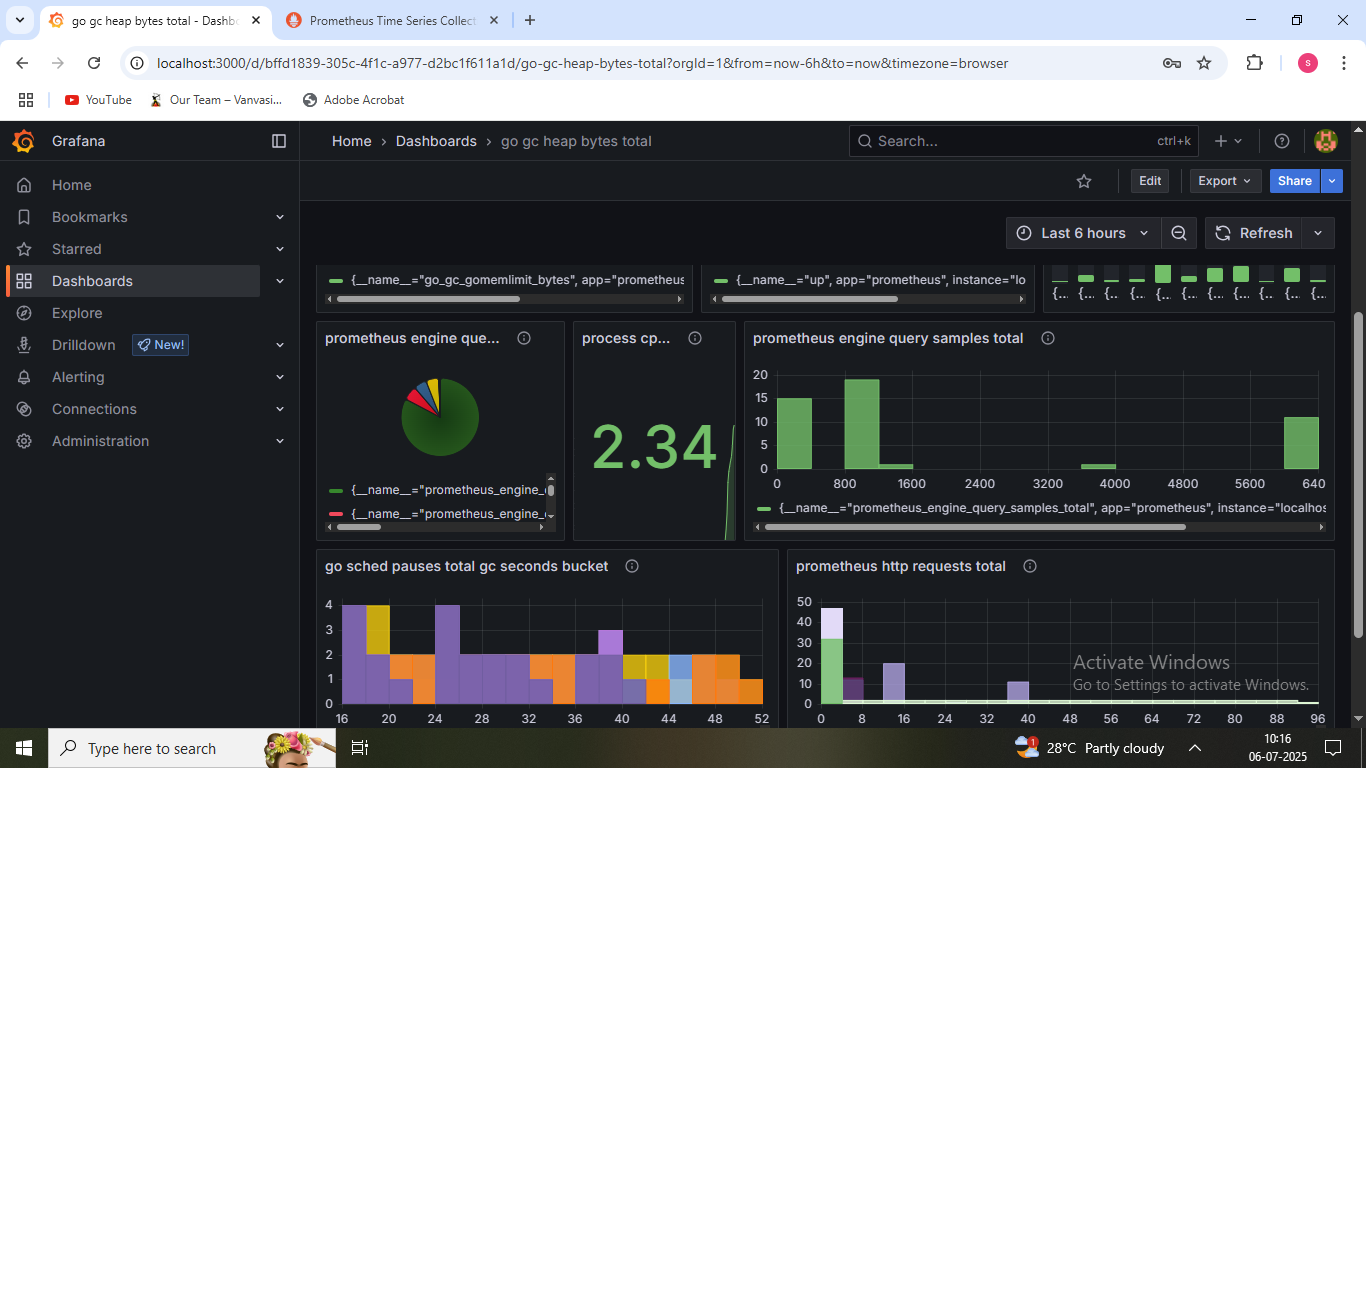 go gc heap bytes total - Dashbo
Prometheus Time Series Collect
localhost:3000/d/bffd1839-305c-4f1c-a977-d2bc1f611a1d/go-gc-heap-bytes-total?orgId=1&from=now-6h&to=now&timezone=browser
s
YouTube
Our Team – Vanvasi...
Adobe Acrobat
Grafana
Home › Dashboards › go gc heap bytes total
Search...
ctrl+k
Home
Bookmarks
Starred
Dashboards
Explore
Drilldown
New!
Alerting
Connections
Administration
Edit
Export
Share
Last 6 hours
Refresh
{__name__="go_gc_gomemlimit_bytes", app="prometheus
{__name__="up", app="prometheus", instance="lo
{... {... {... {... {... {... {... {... {... {... {...
prometheus engine que...
{__name__="prometheus_engine_
{__name__="prometheus_engine_
process cp...
2.34
prometheus engine query samples total
20
15
10
5
0
0 800 1600 2400 3200 4000 4800 5600 640
{__name__="prometheus_engine_query_samples_total", app="prometheus", instance="localhos
go sched pauses total gc seconds bucket
4
3
2
1
0
16 20 24 28 32 36 40 44 48 52
prometheus http requests total
50
40
30
20
10
0
0 8 16 24 32 40 48 56 64 72 80 88 96
Activate Windows
Go to Settings to activate Windows.
Type here to search
1
28°C Partly cloudy
10:16
06-07-2025